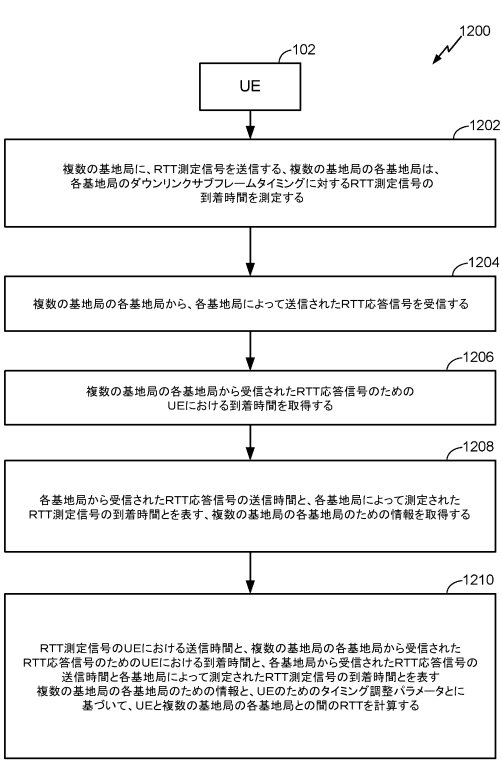 1200
102
UE
1202
複数の基地局に、RTT測定信号を送信する、複数の基地局の各基地局は、
各基地局のダウンリンクサブフレームタイミングに対するRTT測定信号の
到着時間を測定する
1204
複数の基地局の各基地局から、各基地局によって送信されたRTT応答信号を受信する
1206
複数の基地局の各基地局から受信されたRTT応答信号のための
UEにおける到着時間を取得する
1208
各基地局から受信されたRTT応答信号の送信時間と、各基地局によって測定された
RTT測定信号の到着時間とを表す、複数の基地局の各基地局のための情報を取得する
1210
RTT測定信号のUEにおける送信時間と、複数の基地局の各基地局から受信された
RTT応答信号のためのUEにおける到着時間と、各基地局から受信されたRTT応答信号の
送信時間と各基地局によって測定されたRTT測定信号の到着時間とを表す
複数の基地局の各基地局のための情報と、UEのためのタイミング調整パラメータとに
基づいて、UEと複数の基地局の各基地局との間のRTTを計算する